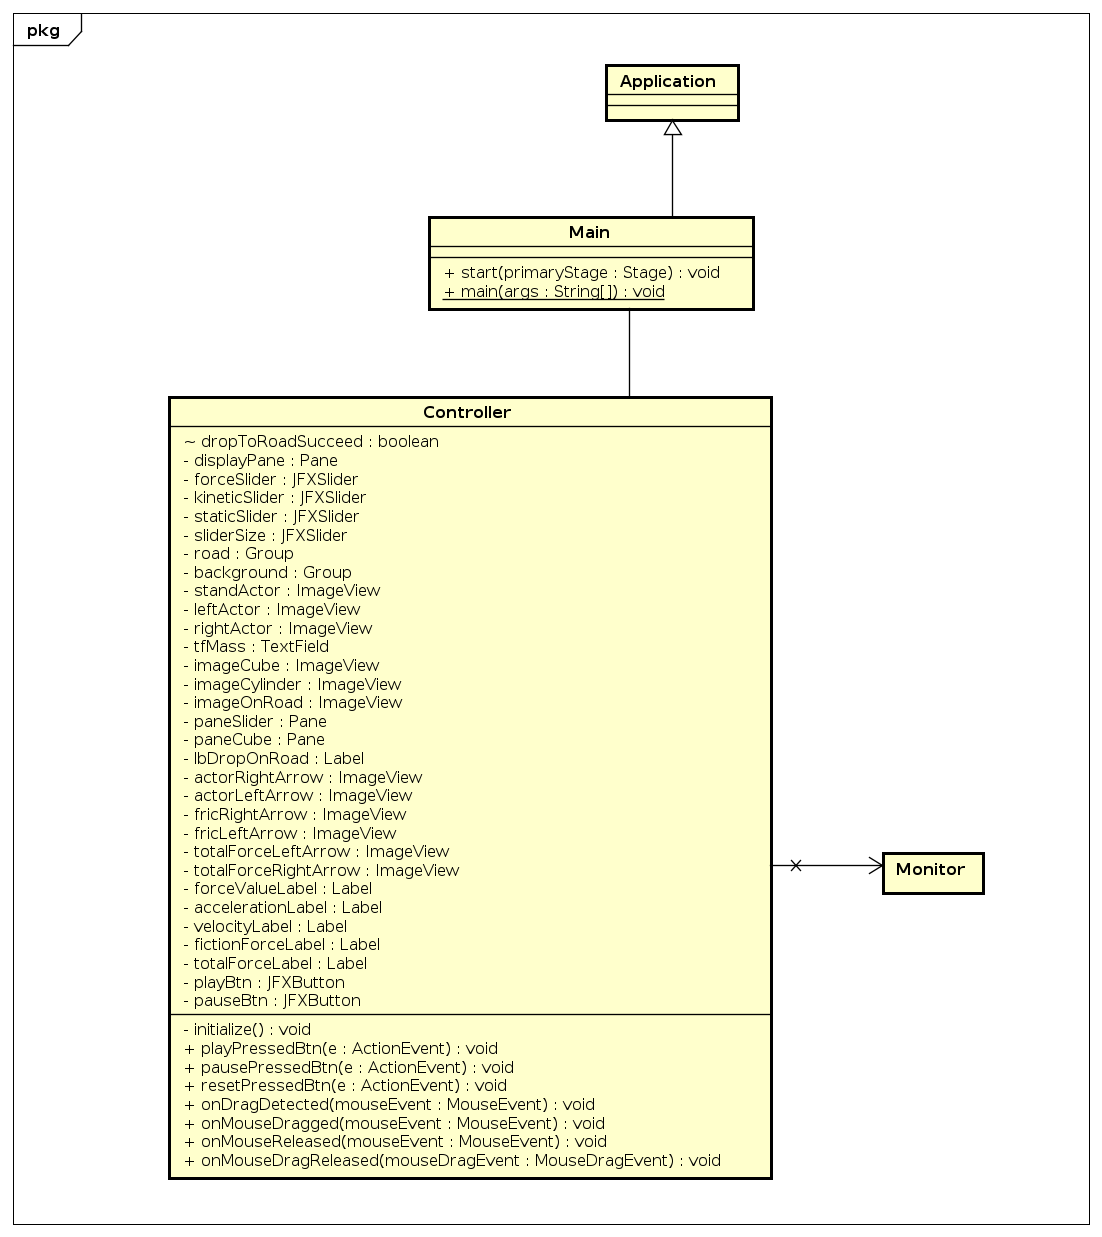 pkg
Application
Main
+ start(primaryStage : Stage) : void
+ main(args : String[]) : void
Controller
~ dropToRoadSucceed : boolean
- displayPane : Pane
- forceSlider : JFXSlider
- kineticSlider : JFXSlider
- staticSlider : JFXSlider
- sliderSize : JFXSlider
- road : Group
- background : Group
- standActor : ImageView
- leftActor : ImageView
- rightActor : ImageView
- tfMass : TextField
- imageCube : ImageView
- imageCylinder : ImageView
- imageOnRoad : ImageView
- paneSlider : Pane
- paneCube : Pane
- lbDropOnRoad : Label
- actorRightArrow : ImageView
- actorLeftArrow : ImageView
- fricRightArrow : ImageView
- fricLeftArrow : ImageView
- totalForceLeftArrow : ImageView
- totalForceRightArrow : ImageView
- forceValueLabel : Label
- accelerationLabel : Label
- velocityLabel : Label
- fictionForceLabel : Label
- totalForceLabel : Label
- playBtn : JFXButton
- pauseBtn : JFXButton
- initialize() : void
+ playPressedBtn(e : ActionEvent) : void
+ pausePressedBtn(e : ActionEvent) : void
+ resetPressedBtn(e : ActionEvent) : void
+ onDragDetected(mouseEvent : MouseEvent) : void
+ onMouseDragged(mouseEvent : MouseEvent) : void
+ onMouseReleased(mouseEvent : MouseEvent) : void
+ onMouseDragReleased(mouseDragEvent : MouseDragEvent) : void
Monitor